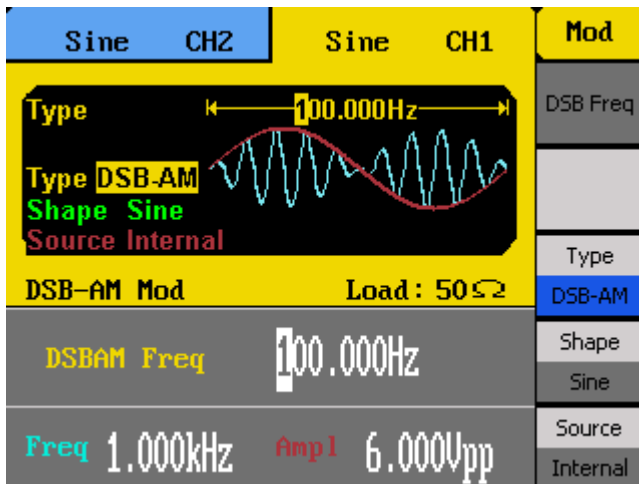 Sine CH2
Sine CH1
Mod
Type
100.000Hz
Type DSB-AM
Shape Sine
Source Internal
DSB-AM Mod
Load: 50Ω
DSBAM Freq
100.000Hz
Freq 1.000kHz
Ampl 6.000Vpp
DSB Freq
Type
DSB-AM
Shape
Sine
Source
Internal